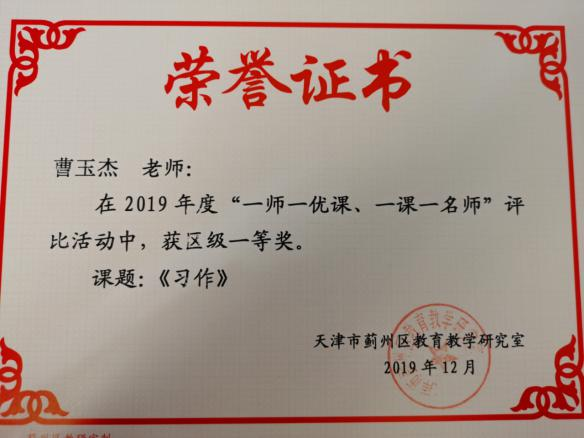 荣誉证书
曹玉杰 老师：
在 2019 年度“一师一优课、一课一名师”评
比活动中，获区级一等奖。
课题：《习作》
天津市蓟州区教育教学研究室
2019 年 12 月